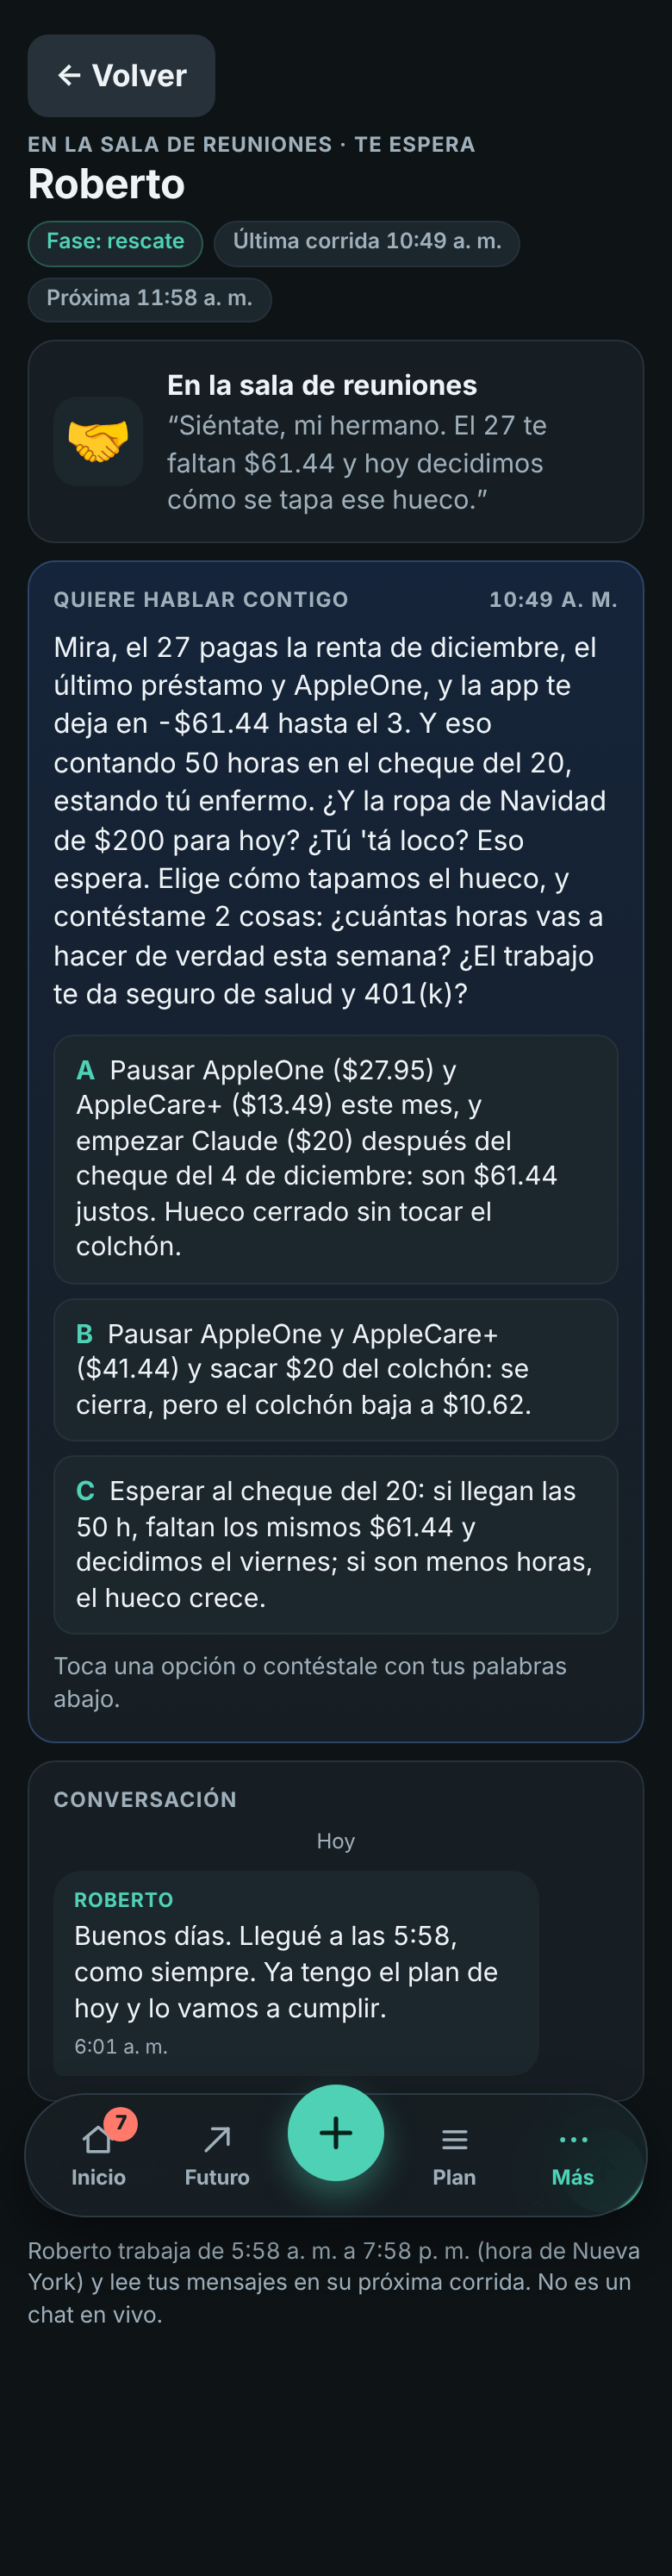 ← Volver
EN LA SALA DE REUNIONES · TE ESPERA
Roberto
Fase: rescate
Última corrida 10:49 a. m.
Próxima 11:58 a. m.
En la sala de reuniones
“Siéntate, mi hermano. El 27 te
faltan $61.44 y hoy decidimos
cómo se tapa ese hueco.”
QUIERE HABLAR CONTIGO
10:49 A. M.
Mira, el 27 pagas la renta de diciembre, el
último préstamo y AppleOne, y la app te
deja en -$61.44 hasta el 3. Y eso
contando 50 horas en el cheque del 20,
estando tú enfermo. ¿Y la ropa de Navidad
de $200 para hoy? ¿Tú 'tá loco? Eso
espera. Elige cómo tapamos el hueco, y
contéstame 2 cosas: ¿cuántas horas vas a
hacer de verdad esta semana? ¿El trabajo
te da seguro de salud y 401(k)?
A Pausar AppleOne ($27.95) y
AppleCare+ ($13.49) este mes, y
empezar Claude ($20) después del
cheque del 4 de diciembre: son $61.44
justos. Hueco cerrado sin tocar el
colchón.
B Pausar AppleOne y AppleCare+
($41.44) y sacar $20 del colchón: se
cierra, pero el colchón baja a $10.62.
C Esperar al cheque del 20: si llegan las
50 h, faltan los mismos $61.44 y
decidimos el viernes; si son menos horas,
el hueco crece.
Toca una opción o contéstale con tus palabras
abajo.
CONVERSACIÓN
Hoy
ROBERTO
Buenos días. Llegué a las 5:58,
como siempre. Ya tengo el plan de
hoy y lo vamos a cumplir.
6:01 a. m.
7
Inicio
Futuro
+
Plan
Más
Roberto trabaja de 5:58 a. m. a 7:58 p. m. (hora de Nueva
York) y lee tus mensajes en su próxima corrida. No es un
chat en vivo.